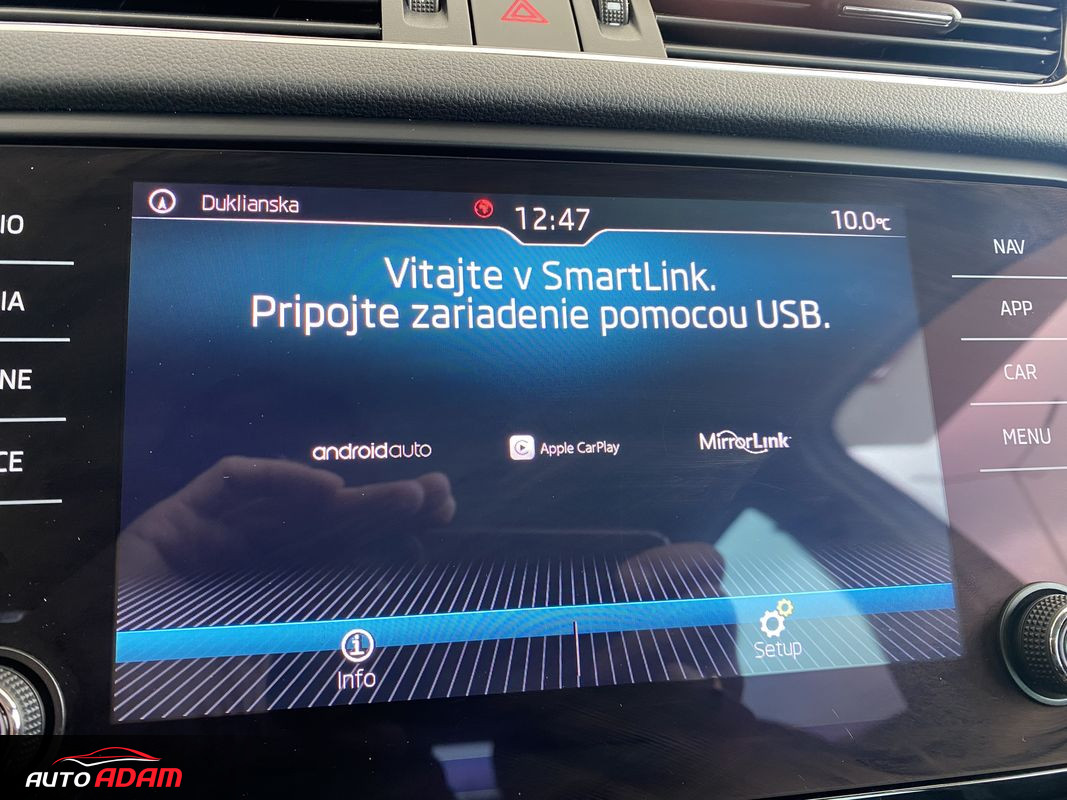 Duklianska
12:47
10.0°C
Vitajte v SmartLink.
Pripojte zariadenie pomocou USB.
androidauto
Apple CarPlay
MirrorLink
Info
Setup
IO
IA
NE
CE
NAV
APP
CAR
MENU
AUTO ADAM